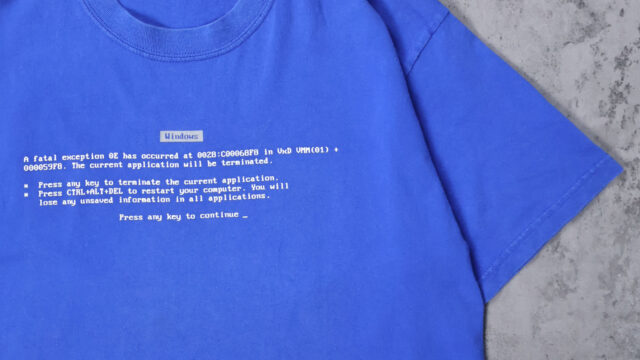 Windows
A fatal exception 0E has occurred at 0028:C00068F8 in VxD VMM(01) +
000059F8. The current application will be terminated.
* Press any key to terminate the current application.
* Press CTRL+ALT+DEL to restart your computer. You will
lose any unsaved information in all applications.
Press any key to continue _